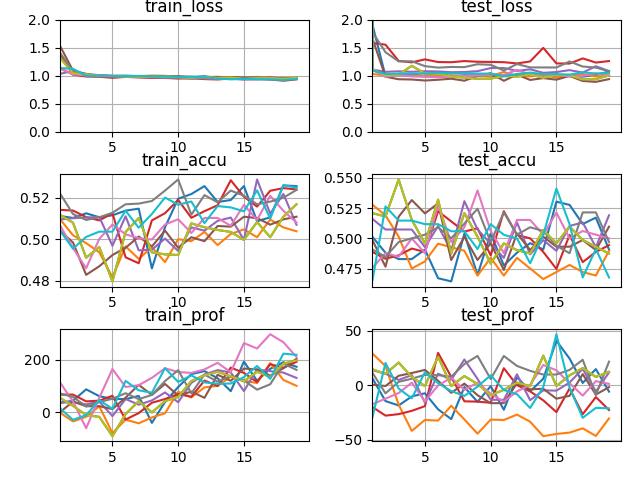 train_loss
2.0
1.5
1.0
0.5
0.0
5 10 15
test_loss
2.0
1.5
1.0
0.5
0.0
5 10 15
train_accu
0.52
0.50
0.48
5 10 15
test_accu
0.550
0.525
0.500
0.475
5 10 15
train_prof
200
0
5 10 15
test_prof
50
0
−50
5 10 15